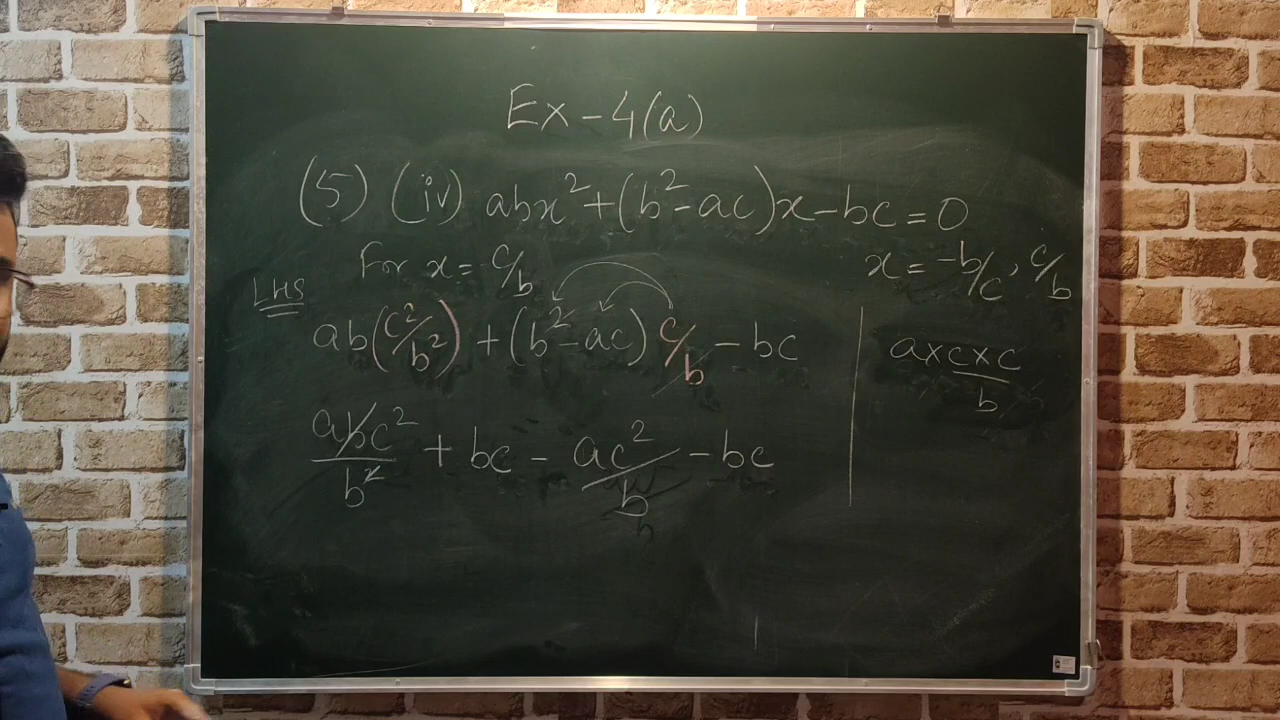 Ex - 4(a)
(5) (iv) abx² + (b² - ac)x - bc = 0
For x = c/b
x = -b/c, c/b
LHS
ab(c²/b²) + (b² - ac) c/b - bc
a×c×c/b
abc²/b² + bc - ac²/b - bc